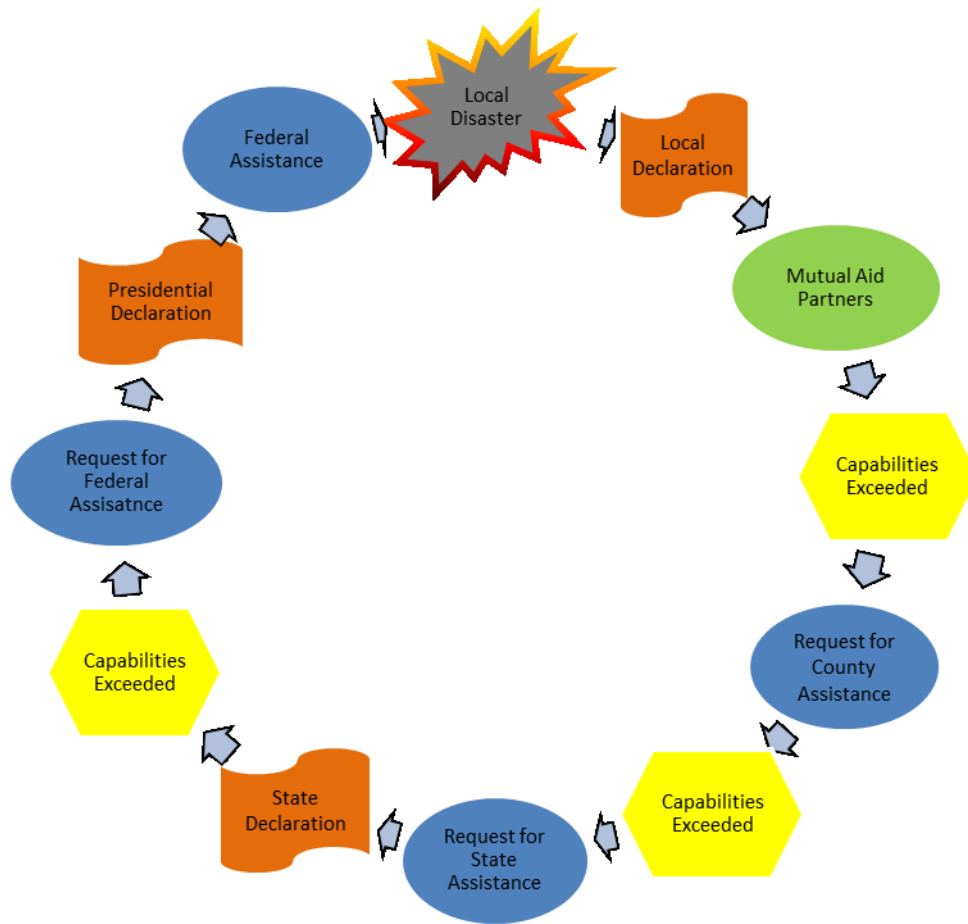 Local
Disaster
Local
Declaration
Mutual Aid
Partners
Capabilities
Exceeded
Request for
County
Assistance
Capabilities
Exceeded
Request for
State
Assistance
State
Declaration
Capabilities
Exceeded
Request for
Federal
Assisatnce
Presidential
Declaration
Federal
Assistance